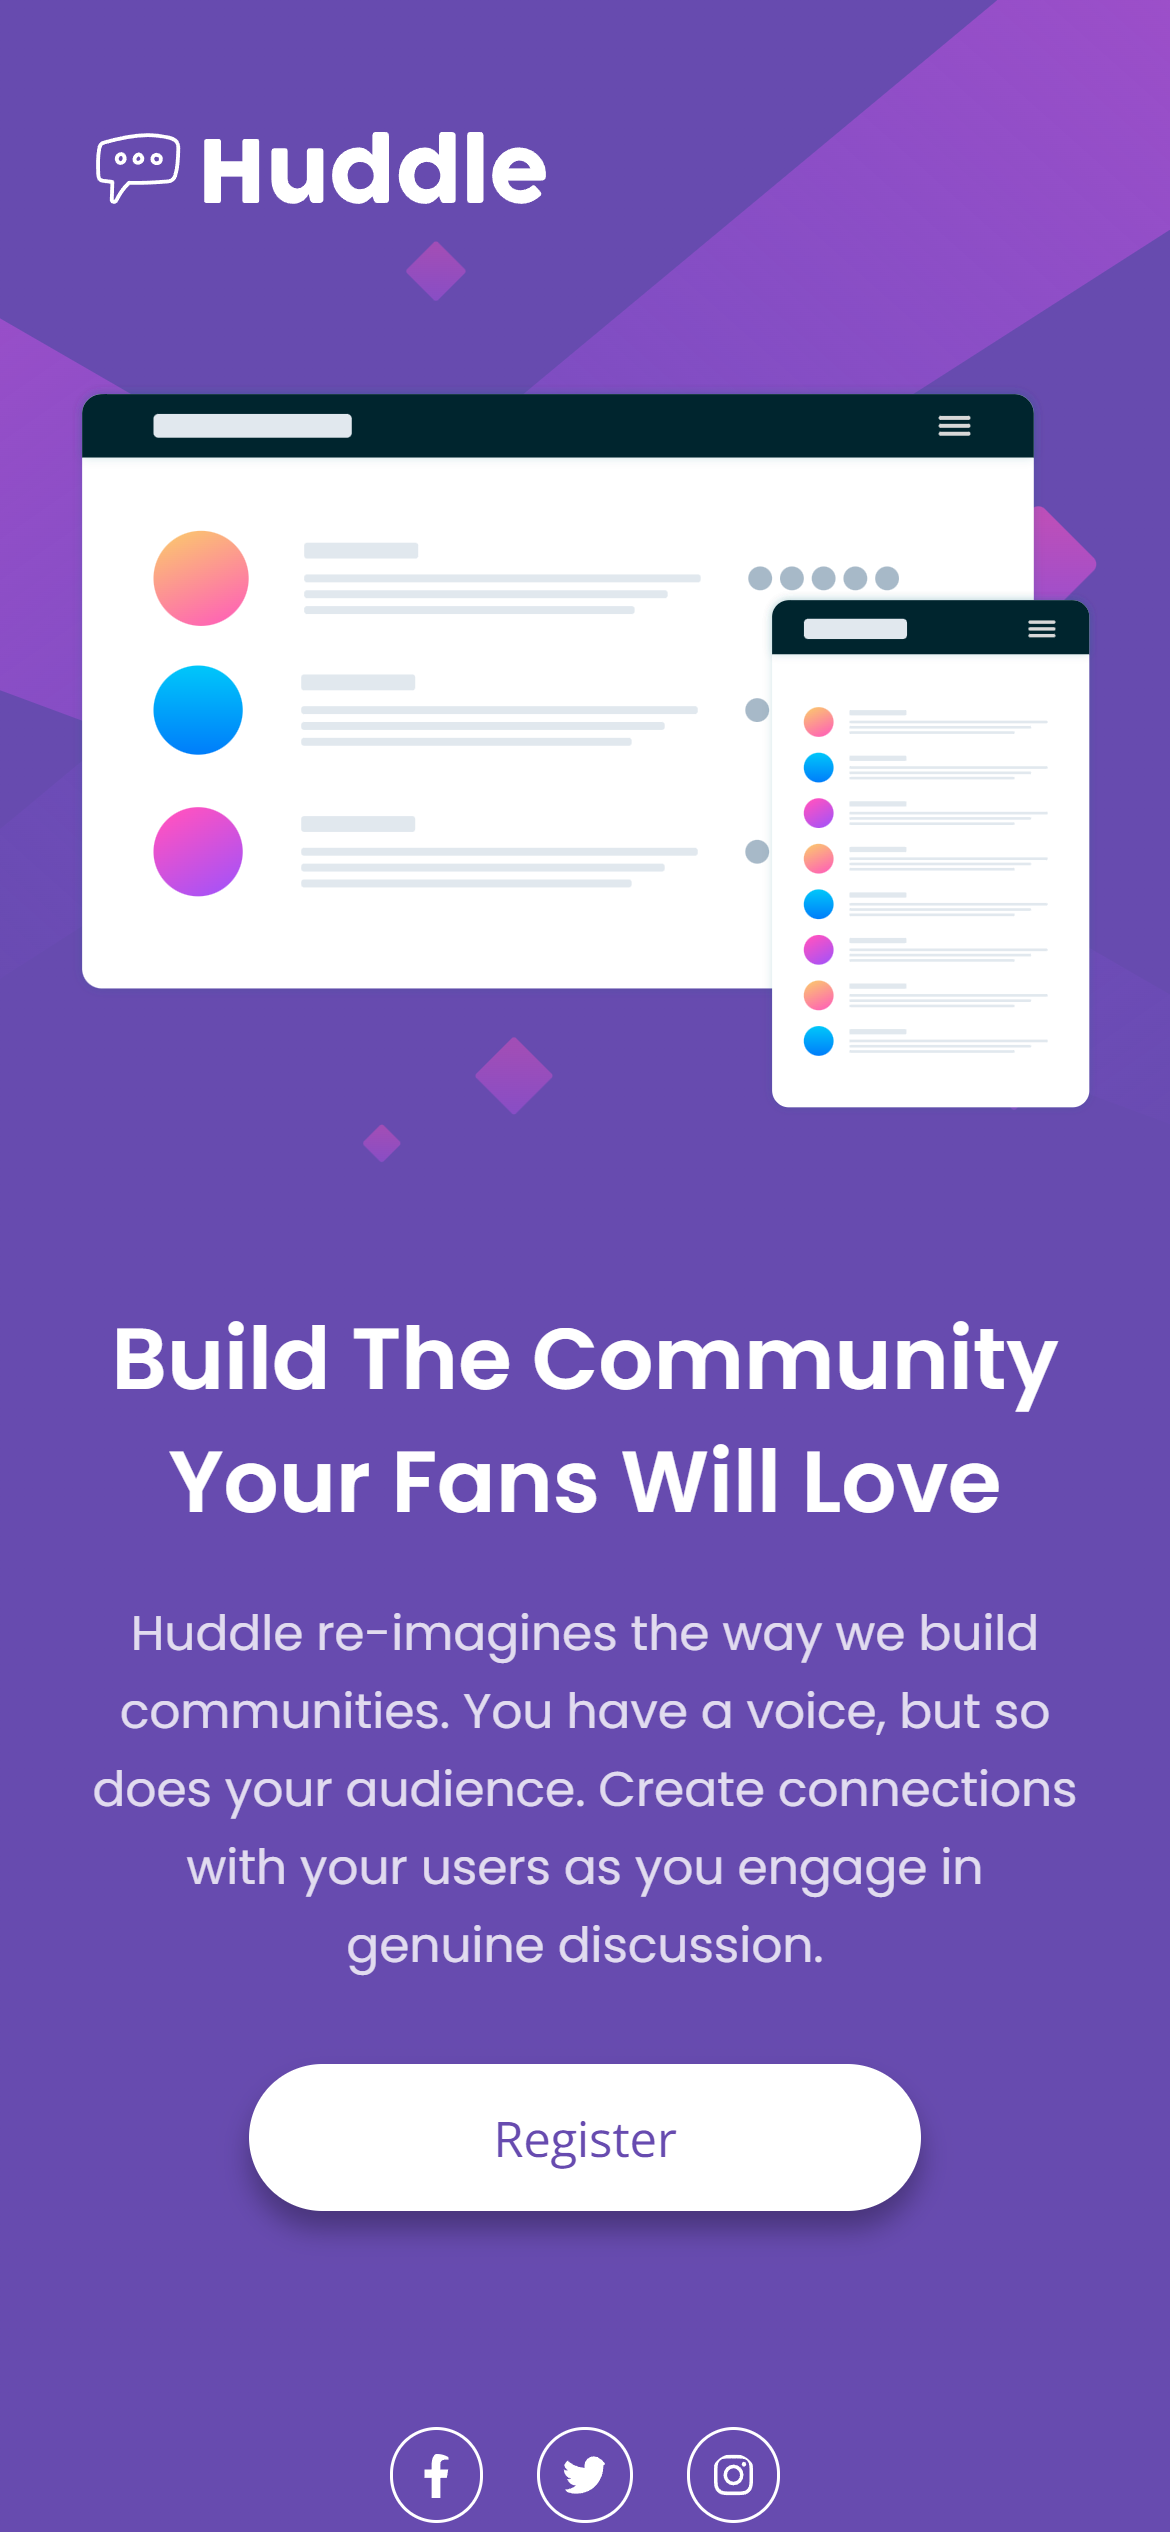 Huddle
Build The Community
Your Fans Will Love
Huddle re-imagines the way we build
communities. You have a voice, but so
does your audience. Create connections
with your users as you engage in
genuine discussion.
Register